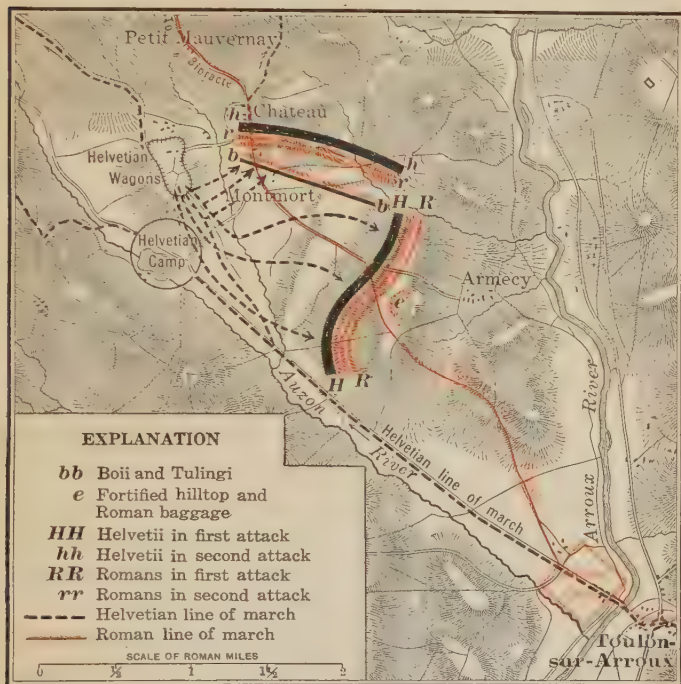 Petit Mauvernay
to Bibracte
Château
h
h
r
r
b
b
Helvetian
Wagons
Montmort
H R
Helvetian
Camp
Armecy
e
H R
Auzon
River
Helvetian line of march
Arroux
River
Toulon-
sur-Arroux
EXPLANATION
bb Boii and Tulingi
e Fortified hilltop and
Roman baggage
HH Helvetii in first attack
hh Helvetii in second attack
RR Romans in first attack
rr Romans in second attack
Helvetian line of march
Roman line of march
SCALE OF ROMAN MILES
0 ½ 1 1½ 2